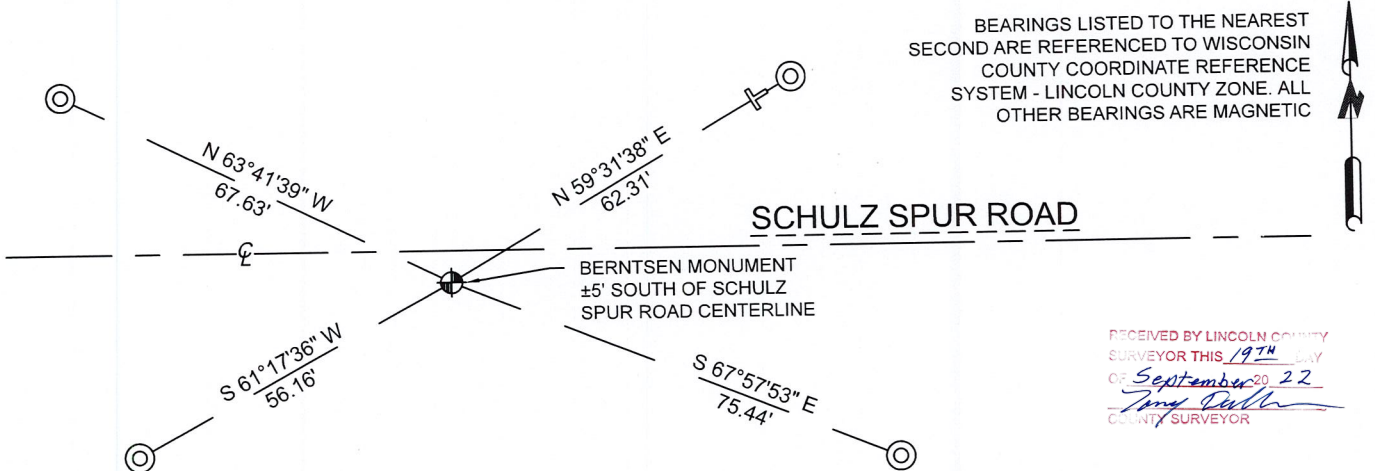 BEARINGS LISTED TO THE NEAREST
SECOND ARE REFERENCED TO WISCONSIN
COUNTY COORDINATE REFERENCE
SYSTEM - LINCOLN COUNTY ZONE. ALL
OTHER BEARINGS ARE MAGNETIC
N
N 63°41'39" W
67.63'
N 59°31'38" E
62.31'
SCHULZ SPUR ROAD
℄
BERNTSEN MONUMENT
±5' SOUTH OF SCHULZ
SPUR ROAD CENTERLINE
S 61°17'36" W
56.16'
S 67°57'53" E
75.44'
RECEIVED BY LINCOLN COUNTY
SURVEYOR THIS 19TH DAY
OF September 20 22
COUNTY SURVEYOR